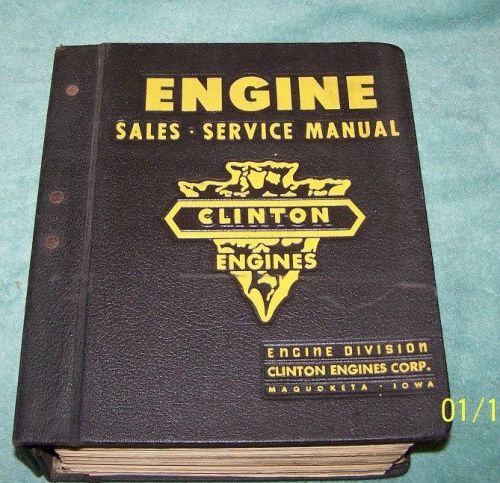 ENGINE
SALES · SERVICE MANUAL
CLINTON
ENGINES
ENGINE DIVISION
CLINTON ENGINES CORP.
MAQUOKETA · IOWA
01/1